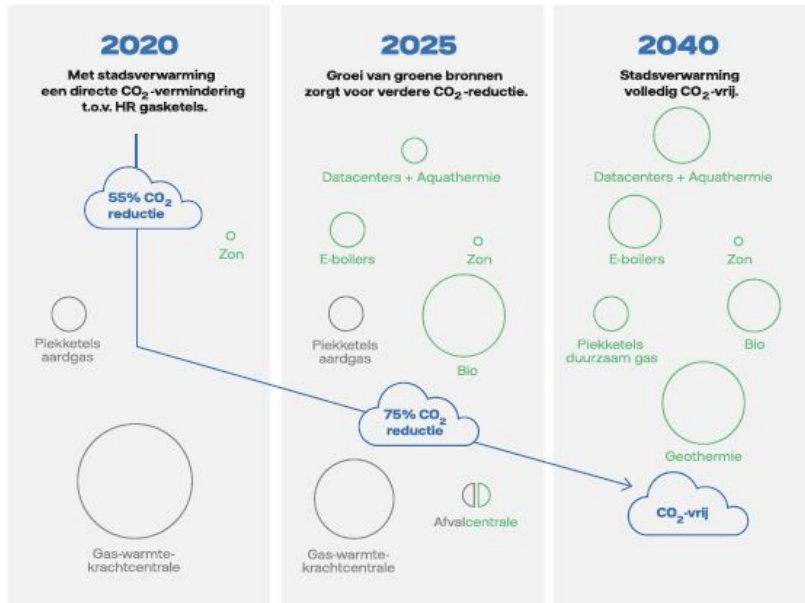 2020
Met stadsverwarming
een directe CO₂-vermindering
t.o.v. HR gasketels.
55% CO₂
reductie
Zon
Piekketels
aardgas
Gas-warmte-
krachtcentrale
2025
Groei van groene bronnen
zorgt voor verdere CO₂-reductie.
Datacenters + Aquathermie
E-boilers
Zon
Piekketels
aardgas
Bio
75% CO₂
reductie
Gas-warmte-
krachtcentrale
Afvalcentrale
2040
Stadsverwarming
volledig CO₂-vrij.
Datacenters + Aquathermie
E-boilers
Zon
Piekketels
duurzaam gas
Bio
Geothermie
CO₂-vrij